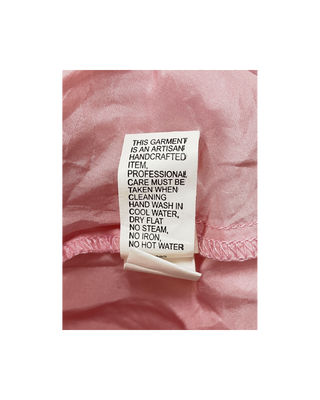 THIS GARMENT
IS AN ARTISAN
HANDCRAFTED
ITEM,
PROFESSIONAL
CARE MUST BE
TAKEN WHEN
CLEANING
HAND WASH IN
COOL WATER,
DRY FLAT
NO STEAM,
NO IRON,
NO HOT WATER